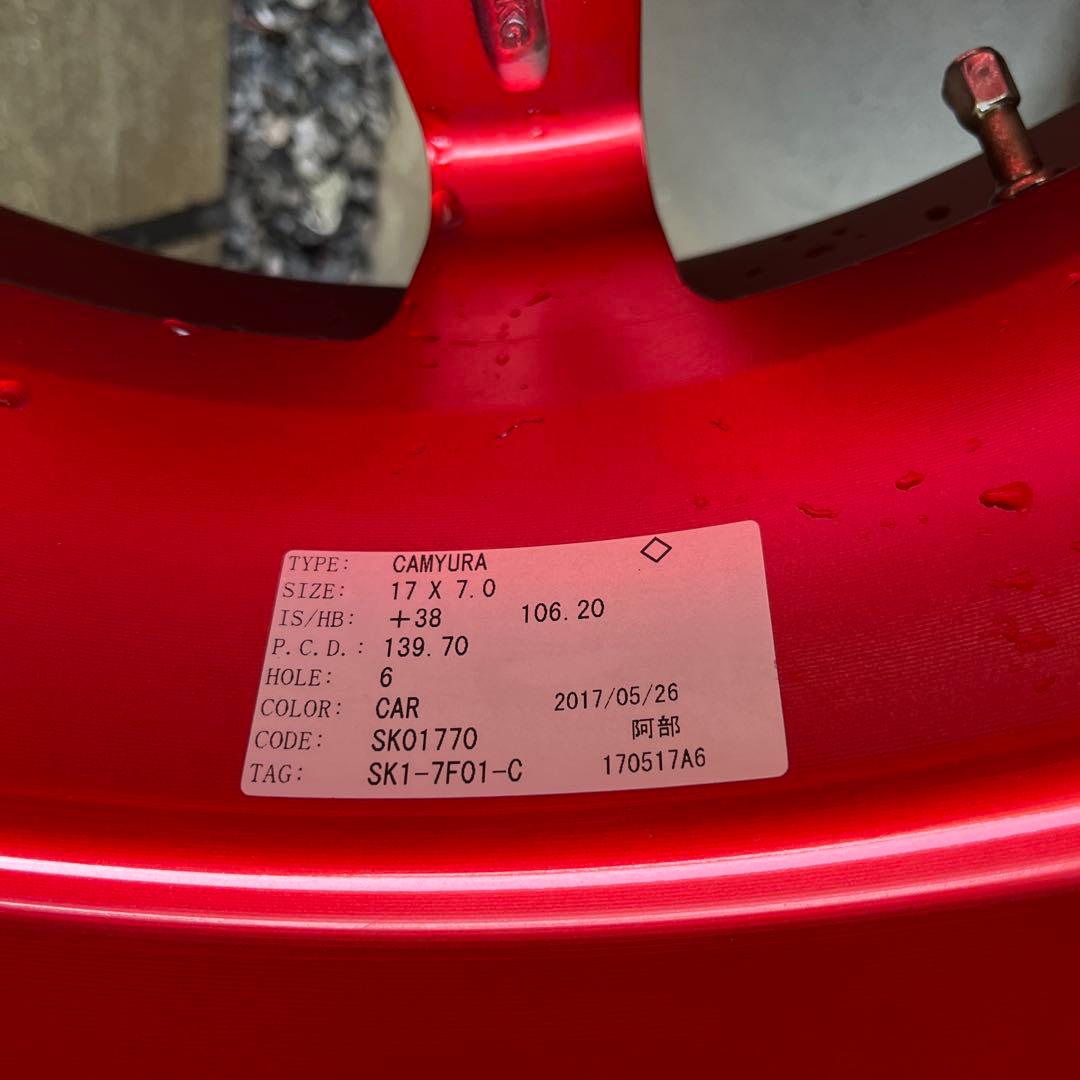 TYPE: CAMYURA ◇
SIZE: 17 X 7.0
IS/HB: +38 106.20
P.C.D.: 139.70
HOLE: 6
COLOR: CAR 2017/05/26
CODE: SK01770 阿部
TAG: SK1-7F01-C 170517A6